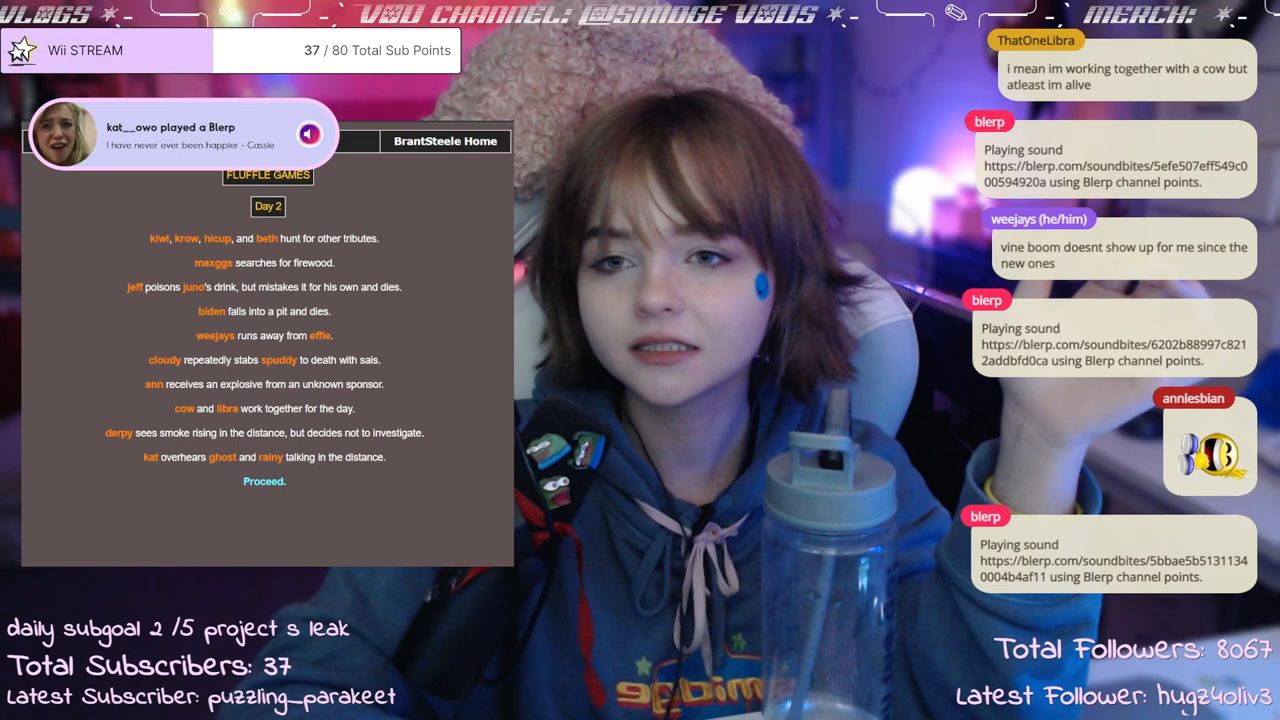 VLOGS
VOD CHANNEL: @SMIDGE VODS
MERCH:
Wii STREAM
37 / 80 Total Sub Points
kat__owo played a Blerp
I have never ever been happier - Cassie
BrantSteele Home
FLUFFLE GAMES
Day 2
kiwi, krow, hicup, and beth hunt for other tributes.
maxggs searches for firewood.
jeff poisons juno's drink, but mistakes it for his own and dies.
biden falls into a pit and dies.
weejays runs away from effie.
cloudy repeatedly stabs spuddy to death with sais.
ann receives an explosive from an unknown sponsor.
cow and libra work together for the day.
derpy sees smoke rising in the distance, but decides not to investigate.
kat overhears ghost and rainy talking in the distance.
Proceed.
ThatOneLibra
i mean im working together with a cow but
atleast im alive
blerp
Playing sound
https://blerp.com/soundbites/5efe507eff549c0
00594920a using Blerp channel points.
weejays (he/him)
vine boom doesnt show up for me since the
new ones
blerp
Playing sound
https://blerp.com/soundbites/6202b88997c821
2addbfd0ca using Blerp channel points.
annlesbian
blerp
Playing sound
https://blerp.com/soundbites/5bbae5b5131134
0004b4af11 using Blerp channel points.
smidge
daily subgoal 2 /5 project s leak
Total Subscribers: 37
Latest Subscriber: puzzling_parakeet
Total Followers: 8067
Latest Follower: hugz4oliv3